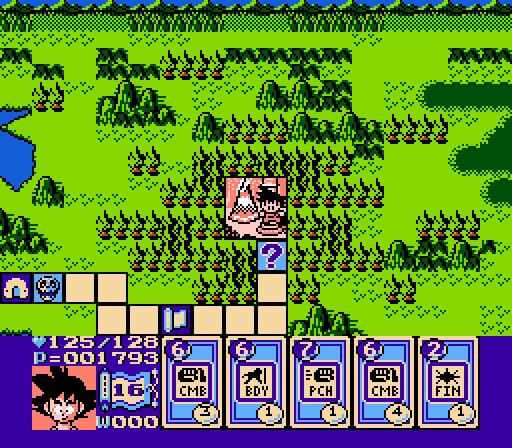 ?
125/128
P=001793
16
W000
6 CMB 3
6 BDY 1
7 PCH 1
6 CMB 4
2 FIN 1